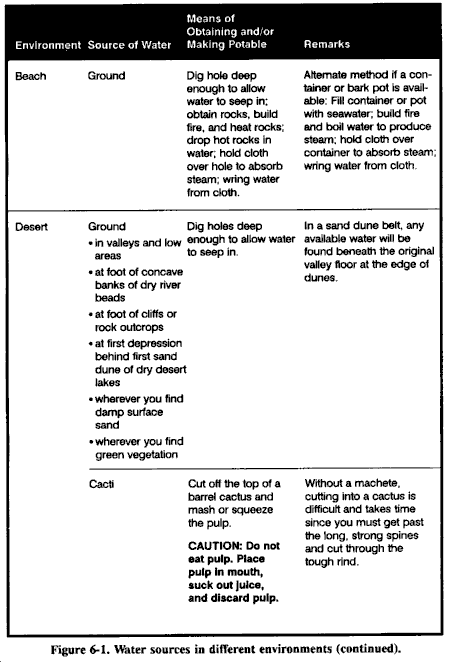 Environment
Source of Water
Means of
Obtaining and/or
Making Potable
Remarks
Beach
Ground
Dig hole deep
enough to allow
water to seep in;
obtain rocks, build
fire, and heat rocks;
drop hot rocks in
water; hold cloth
over hole to absorb
steam; wring water
from cloth.
Alternate method if a con-
tainer or bark pot is avail-
able: Fill container or pot
with seawater; build fire
and boil water to produce
steam; hold cloth over
container to absorb steam;
wring water from cloth.
Desert
Ground
• in valleys and low
areas
• at foot of concave
banks of dry river
beads
• at foot of cliffs or
rock outcrops
• at first depression
behind first sand
dune of dry desert
lakes
• wherever you find
damp surface
sand
• wherever you find
green vegetation
Dig holes deep
enough to allow water
to seep in.
In a sand dune belt, any
available water will be
found beneath the original
valley floor at the edge of
dunes.
Cacti
Cut off the top of a
barrel cactus and
mash or squeeze
the pulp.
CAUTION: Do not
eat pulp. Place
pulp in mouth,
suck out juice,
and discard pulp.
Without a machete,
cutting into a cactus is
difficult and takes time
since you must get past
the long, strong spines
and cut through the
tough rind.
Figure 6-1. Water sources in different environments (continued).